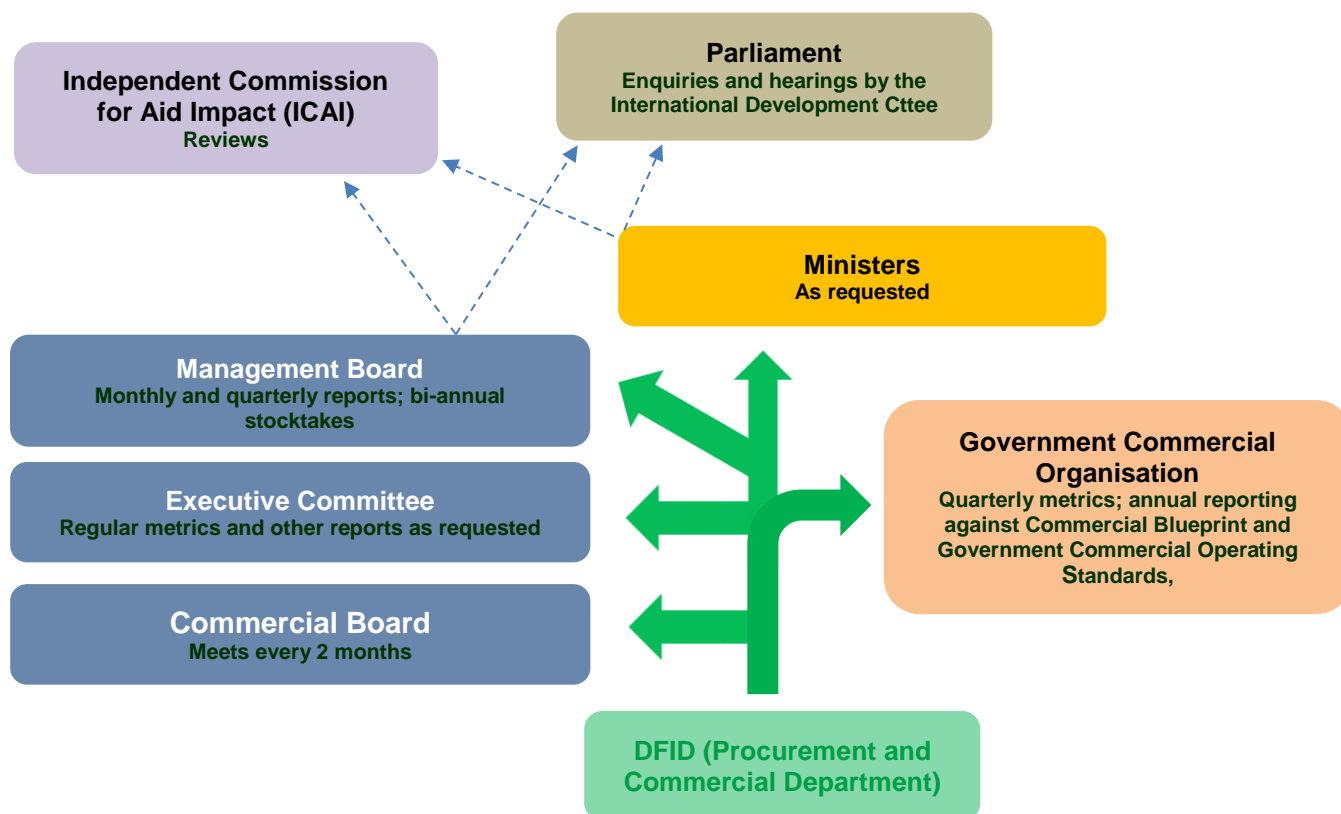 Independent Commission
for Aid Impact (ICAI)
Reviews
Parliament
Enquiries and hearings by the
International Development Cttee
Ministers
As requested
Management Board
Monthly and quarterly reports; bi-annual
stocktakes
Executive Committee
Regular metrics and other reports as requested
Commercial Board
Meets every 2 months
Government Commercial
Organisation
Quarterly metrics; annual reporting
against Commercial Blueprint and
Government Commercial Operating
Standards,
DFID (Procurement and
Commercial Department)